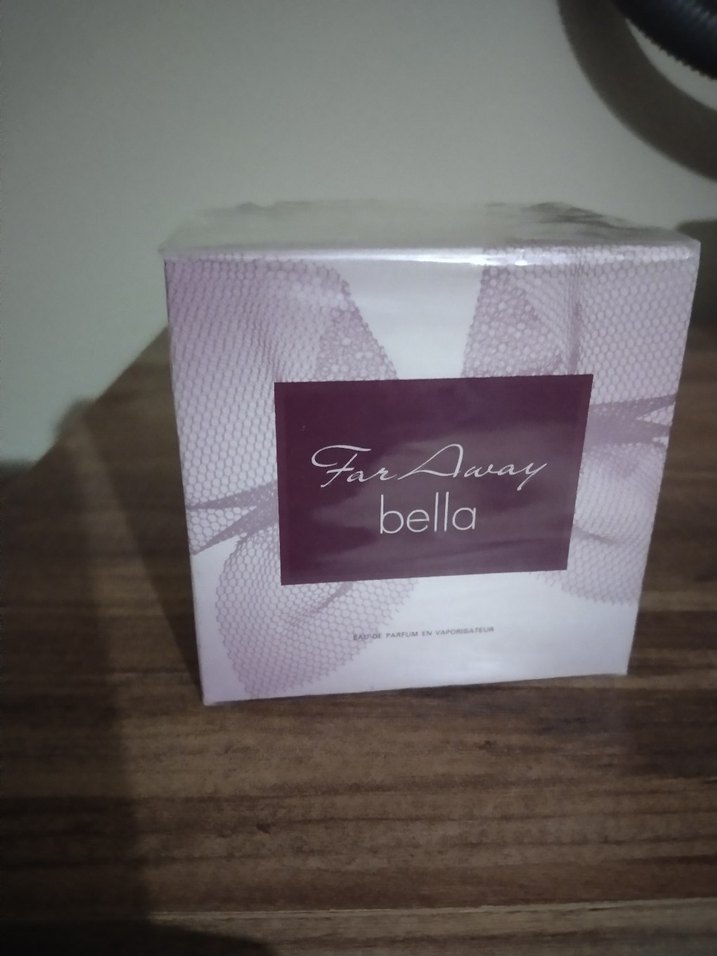 Far Away
bella
EAU DE PARFUM EN VAPORISATEUR